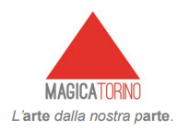 MAGICATORINO
L'arte dalla nostra parte.